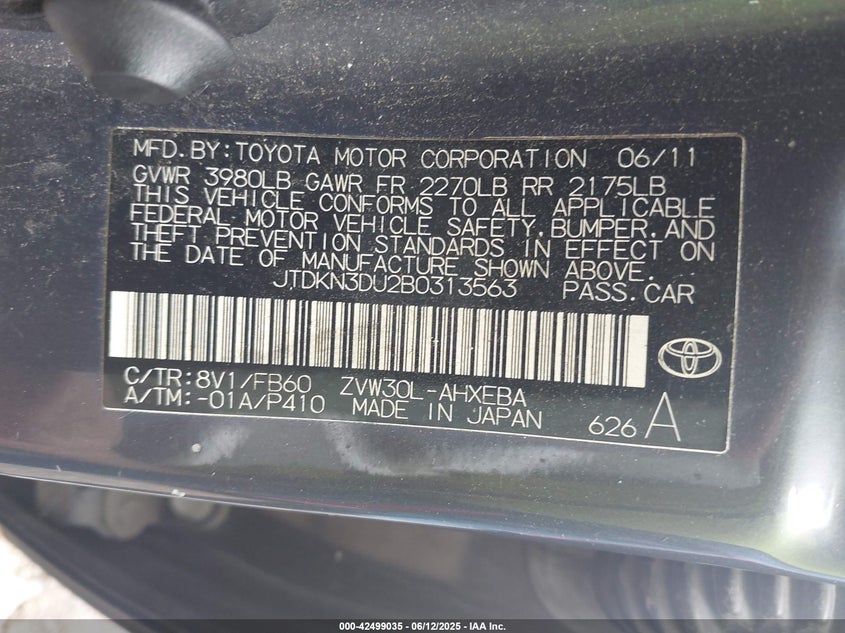 MFD.BY:TOYOTA MOTOR CORPORATION 06/11
GVWR 3980LB GAWR FR 2270LB RR 2175LB
THIS VEHICLE CONFORMS TO ALL APPLICABLE
FEDERAL MOTOR VEHICLE SAFETY,BUMPER,AND
THEFT PREVENTION STANDARDS IN EFFECT ON
THE DATE OF MANUFACTURE SHOWN ABOVE.
JTDKN3DU2B0313563 PASS.CAR
C/TR:8V1/FB60 ZVW30L-AHXEBA
A/TM:-01A/P410 MADE IN JAPAN
626 A
000-42499035 - 06/12/2025 - IAA Inc.